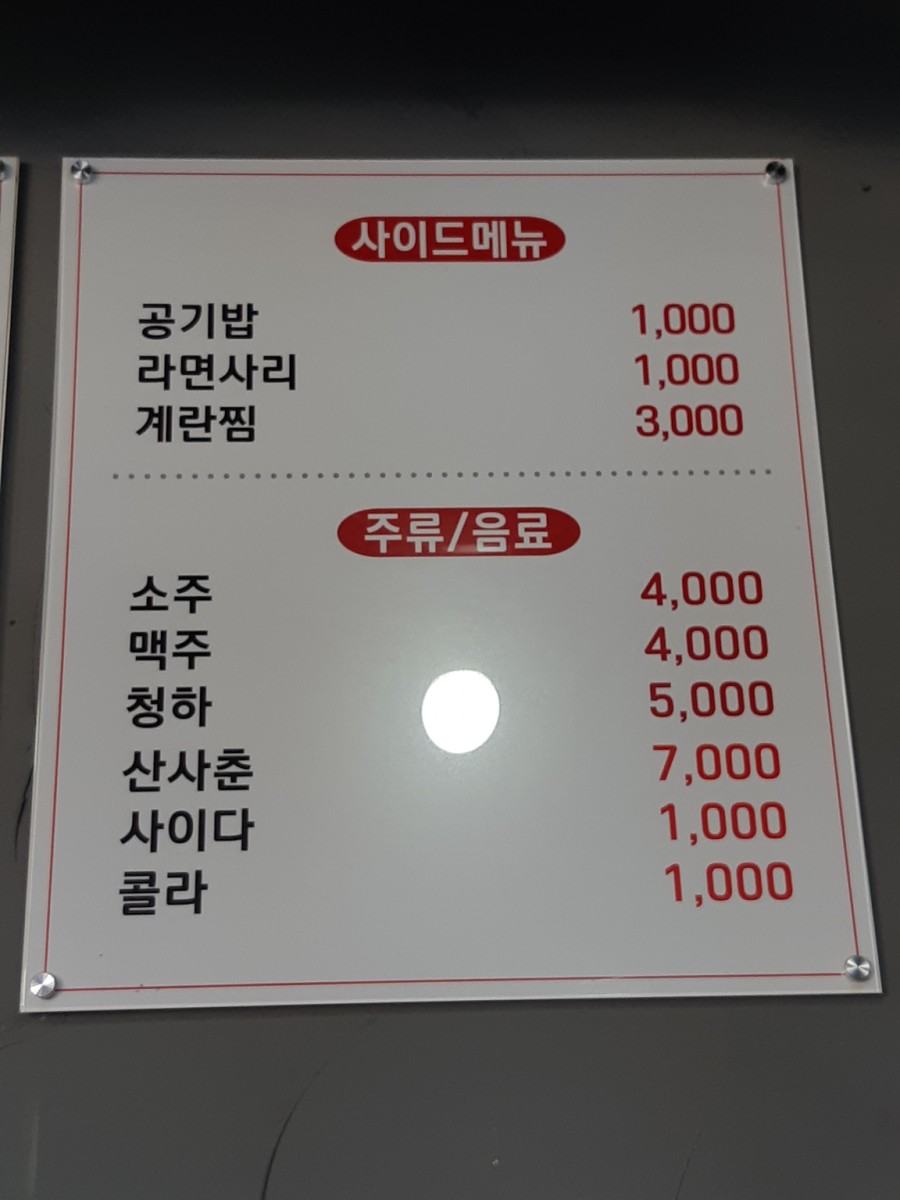 사이드메뉴
공기밥 1,000
라면사리 1,000
계란찜 3,000
주류/음료
소주 4,000
맥주 4,000
청하 5,000
산사춘 7,000
사이다 1,000
콜라 1,000